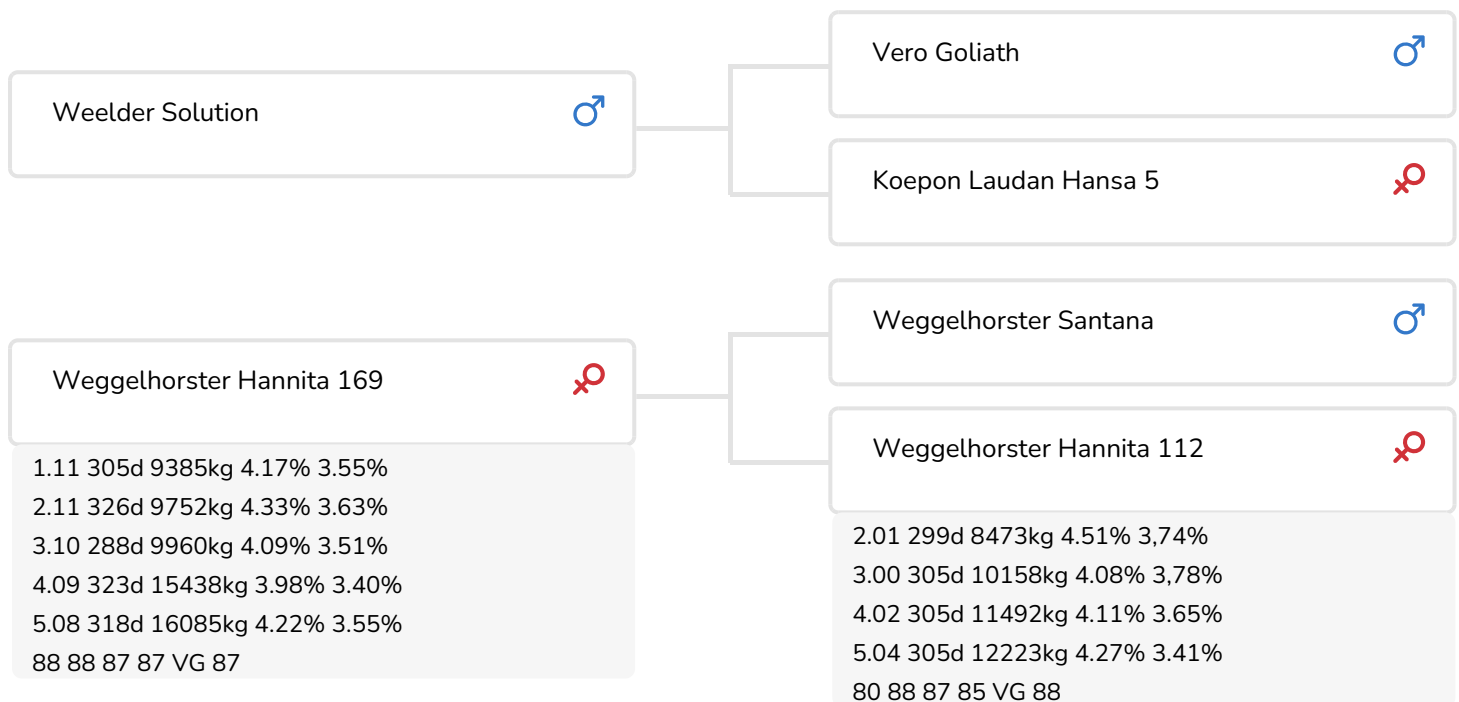 Vero Goliath
Weelder Solution
Koepon Laudan Hansa 5
Weggelhorster Santana
Weggelhorster Hannita 169
1.11 305d 9385kg 4.17% 3.55%
2.11 326d 9752kg 4.33% 3.63%
3.10 288d 9960kg 4.09% 3.51%
4.09 323d 15438kg 3.98% 3.40%
5.08 318d 16085kg 4.22% 3.55%
88 88 87 87 VG 87
Weggelhorster Hannita 112
2.01 299d 8473kg 4.51% 3,74%
3.00 305d 10158kg 4.08% 3,78%
4.02 305d 11492kg 4.11% 3.65%
5.04 305d 12223kg 4.27% 3.41%
80 88 87 85 VG 88